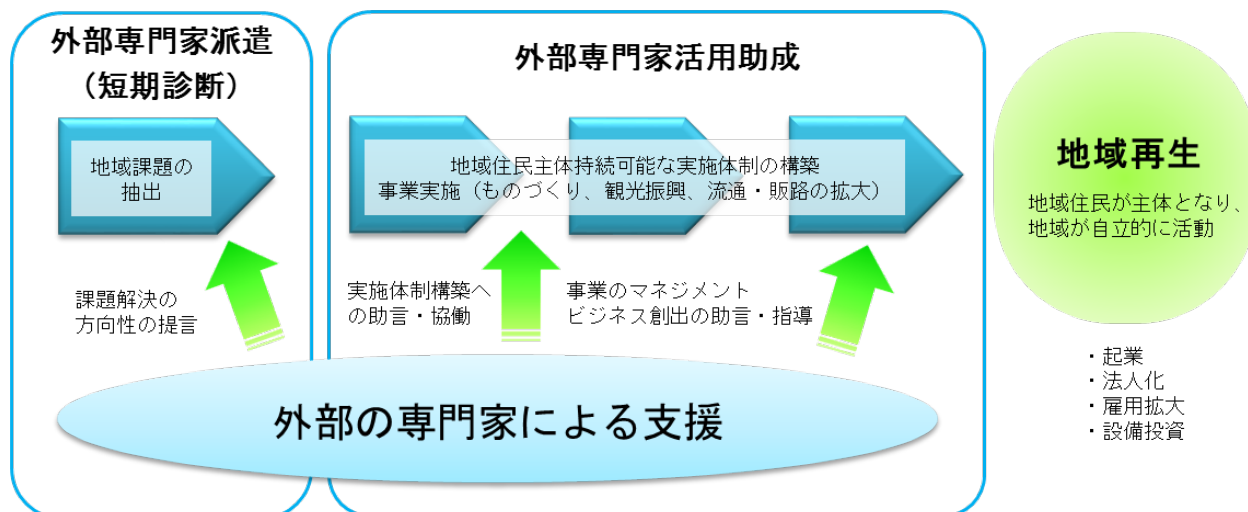 外部専門家派遣
（短期診断）
地域課題の
抽出
課題解決の
方向性の提言
外部専門家活用助成
地域住民主体持続可能な実施体制の構築
事業実施（ものづくり、観光振興、流通・販路の拡大）
実施体制構築へ
の助言・協働
事業のマネジメント
ビジネス創出の助言・指導
外部の専門家による支援
地域再生
地域住民が主体となり、
地域が自立的に活動
・起業
・法人化
・雇用拡大
・設備投資